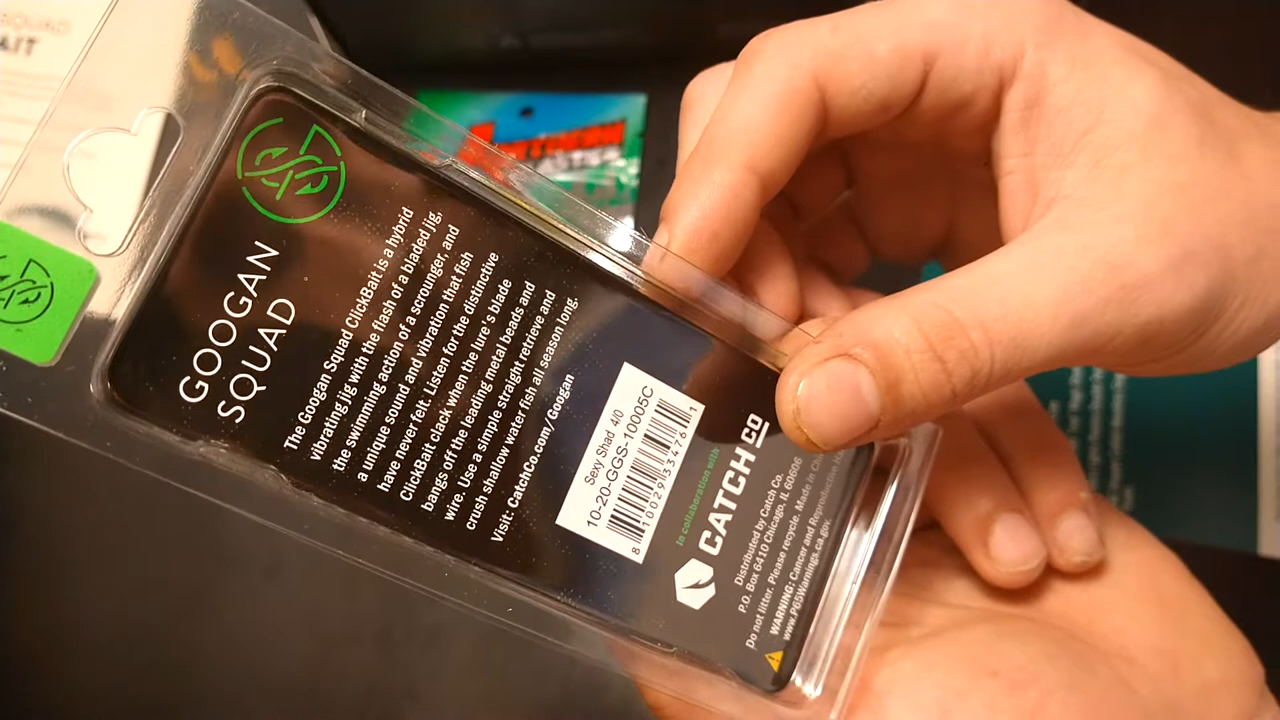 GOOGAN
SQUAD
The Googan Squad ClickBait is a hybrid
vibrating jig with the flash of a bladed jig,
the swimming action of a scrounger, and
a unique sound and vibration that fish
have never felt. Listen for the distinctive
ClickBait clack when the lure's blade
bangs off the leading metal beads and
wire. Use a simple straight retrieve and
crush shallow water fish all season long.
Visit: CatchCo.com/Googan
Sexy Shad 4/0
10-20-GGS-10005C
8 10029 33476 1
In collaboration with
CATCH CO
Distributed by Catch Co.
P.O. Box 6410 Chicago, IL 60606
Do not litter. Please recycle. Made in
WARNING: Cancer and Reproductive
www.P65Warnings.ca.gov.
SQUAD